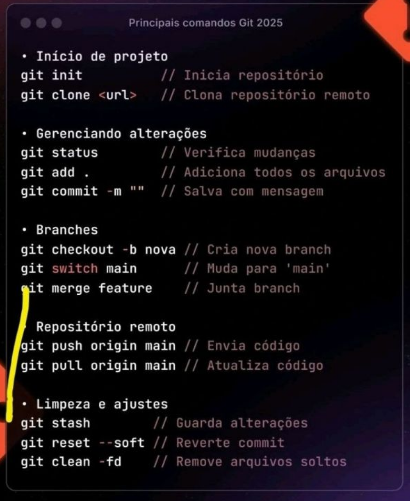 Principais comandos Git 2025
• Início de projeto
git init // Inicia repositório
git clone <url> // Clona repositório remoto
• Gerenciando alterações
git status // Verifica mudanças
git add . // Adiciona todos os arquivos
git commit -m "" // Salva com mensagem
• Branches
git checkout -b nova // Cria nova branch
git switch main // Muda para 'main'
git merge feature // Junta branch
• Repositório remoto
git push origin main // Envia código
git pull origin main // Atualiza código
• Limpeza e ajustes
git stash // Guarda alterações
git reset --soft // Reverte commit
git clean -fd // Remove arquivos soltos